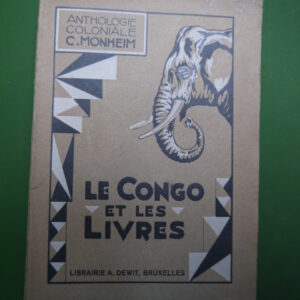 ANTHOLOGIE
COLONIALE
C. MONHEIM
LE CONGO
ET LES
LIVRES
LIBRAIRIE A. DEWIT, BRUXELLES